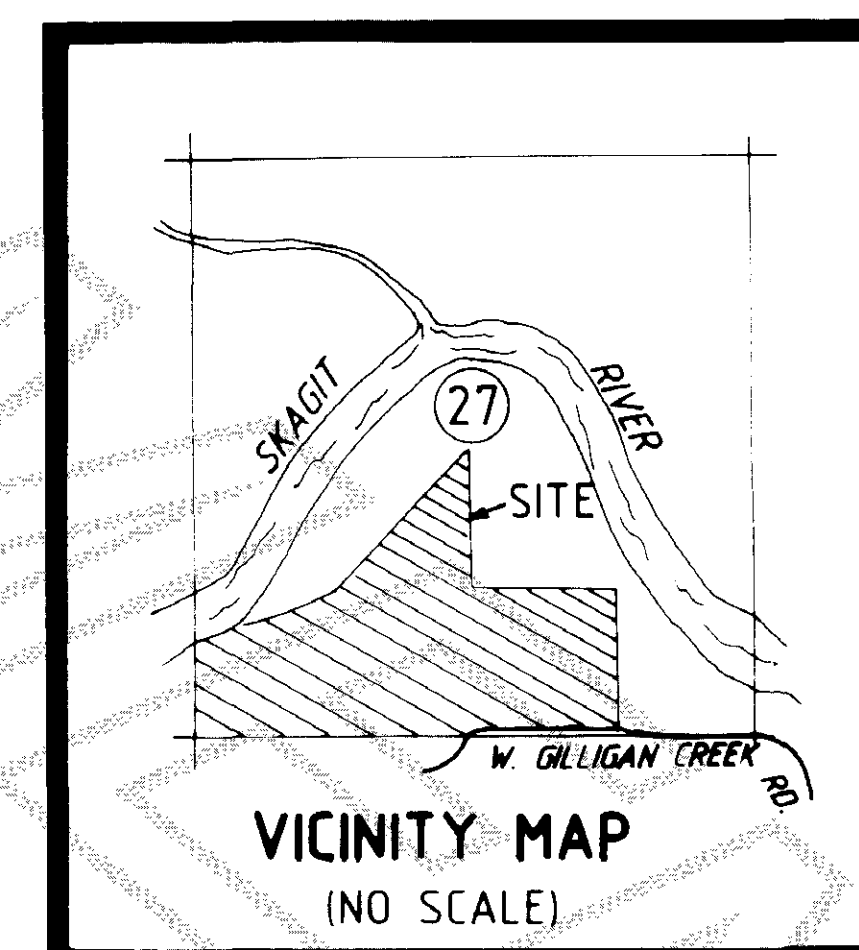 SKAGIT
RIVER
27
SITE
W. GILLIGAN CREEK RD.
VICINITY MAP
(NO SCALE)